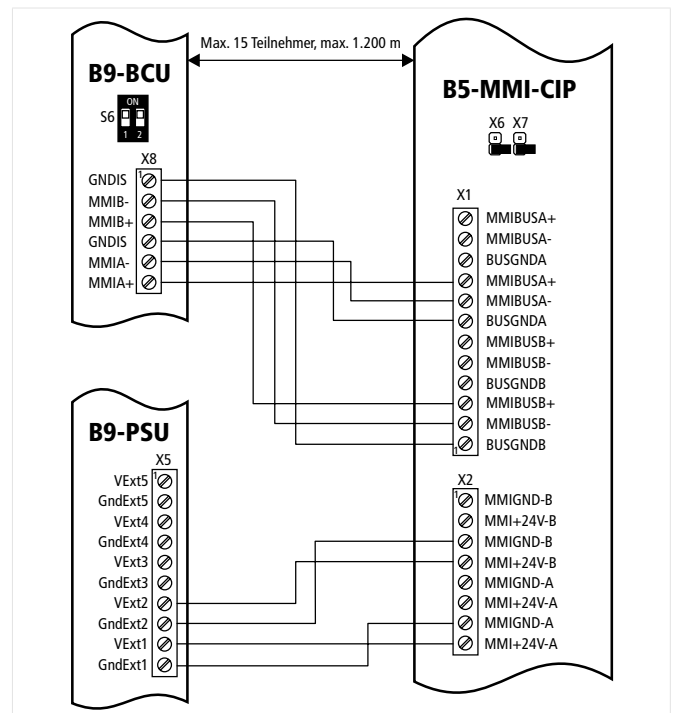 Max. 15 Teilnehmer, max. 1.200 m
B9-BCU
ON
S6
1 2
X8
1
GNDIS
MMIB-
MMIB+
GNDIS
MMIA-
MMIA+
B5-MMI-CIP
X6 X7
X1
MMIBUSA+
MMIBUSA-
BUSGNDA
MMIBUSA+
MMIBUSA-
BUSGNDA
MMIBUSB+
MMIBUSB-
BUSGNDB
MMIBUSB+
MMIBUSB-
BUSGNDB
1
B9-PSU
X5
1
VExt5
GndExt5
VExt4
GndExt4
VExt3
GndExt3
VExt2
GndExt2
VExt1
GndExt1
X2
1
MMIGND-B
MMI+24V-B
MMIGND-B
MMI+24V-B
MMIGND-A
MMI+24V-A
MMIGND-A
MMI+24V-A